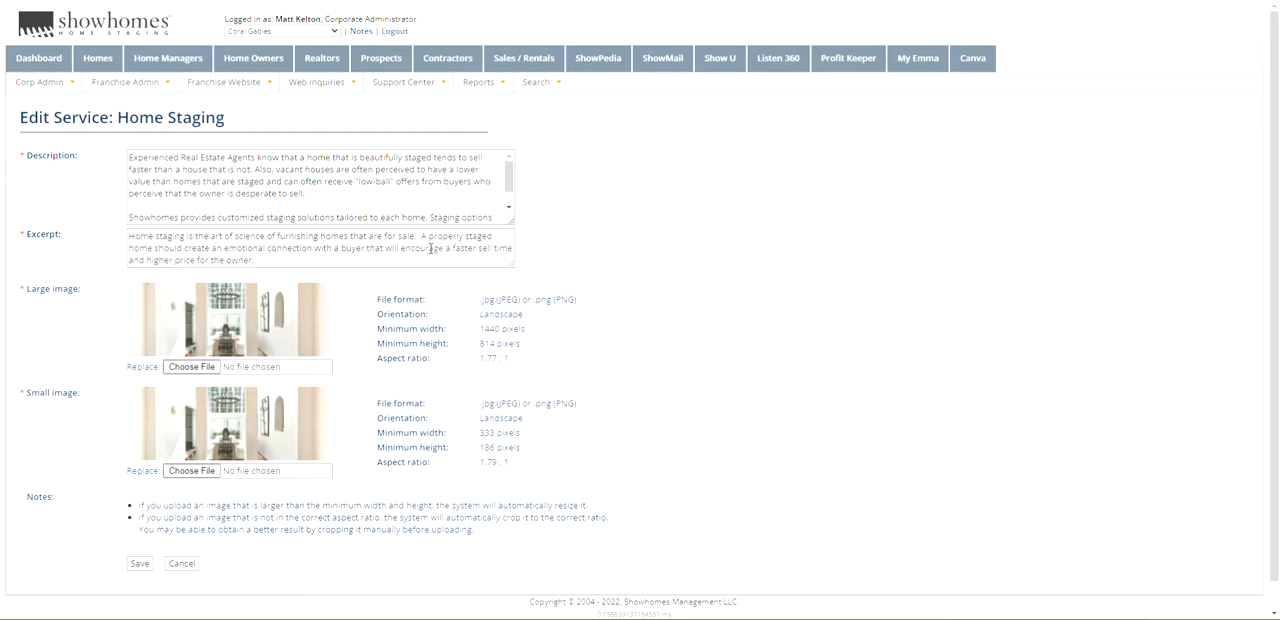 showhomes
HOME STAGING
Logged in as: Matt Kelton, Corporate Administrator
Coral Gables | Notes | Logout
Dashboard Homes Home Managers Home Owners Realtors Prospects Contractors Sales / Rentals ShowPedia ShowMail Show U Listen 360 Profit Keeper My Emma Canva
Corp Admin Franchise Admin Franchise Website Web Inquiries Support Center Reports Search
Edit Service: Home Staging
* Description:
Experienced Real Estate Agents know that a home that is beautifully staged tends to sell
faster than a house that is not. Also, vacant houses are often perceived to have a lower
value than homes that are staged and can often receive "low-ball" offers from buyers who
perceive that the owner is desperate to sell.
Showhomes provides customized staging solutions tailored to each home. Staging options
* Excerpt:
Home staging is the art of science of furnishing homes that are for sale. A properly staged
home should create an emotional connection with a buyer that will encourage a faster sell time
and higher price for the owner.
* Large image:
File format: .jpg (JPEG) or .png (PNG)
Orientation: Landscape
Minimum width: 1440 pixels
Minimum height: 814 pixels
Aspect ratio: 1.77 : 1
Replace: Choose File No file chosen
* Small image:
File format: .jpg (JPEG) or .png (PNG)
Orientation: Landscape
Minimum width: 333 pixels
Minimum height: 186 pixels
Aspect ratio: 1.79 : 1
Replace: Choose File No file chosen
Notes:
• If you upload an image that is larger than the minimum width and height, the system will automatically resize it.
• If you upload an image that is not in the correct aspect ratio, the system will automatically crop it to the correct ratio.
You may be able to obtain a better result by cropping it manually before uploading.
Save Cancel
Copyright © 2004 - 2022, Showhomes Management LLC.